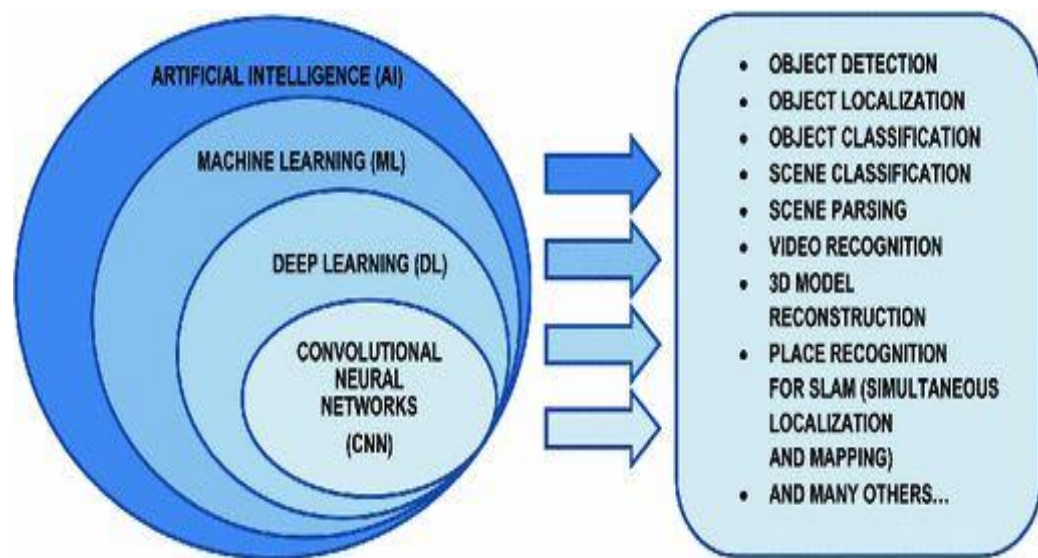 ARTIFICIAL INTELLIGENCE (AI)
MACHINE LEARNING (ML)
DEEP LEARNING (DL)
CONVOLUTIONAL
NEURAL
NETWORKS
(CNN)
• OBJECT DETECTION
• OBJECT LOCALIZATION
• OBJECT CLASSIFICATION
• SCENE CLASSIFICATION
• SCENE PARSING
• VIDEO RECOGNITION
• 3D MODEL
RECONSTRUCTION
• PLACE RECOGNITION
FOR SLAM (SIMULTANEOUS
LOCALIZATION
AND MAPPING)
• AND MANY OTHERS...